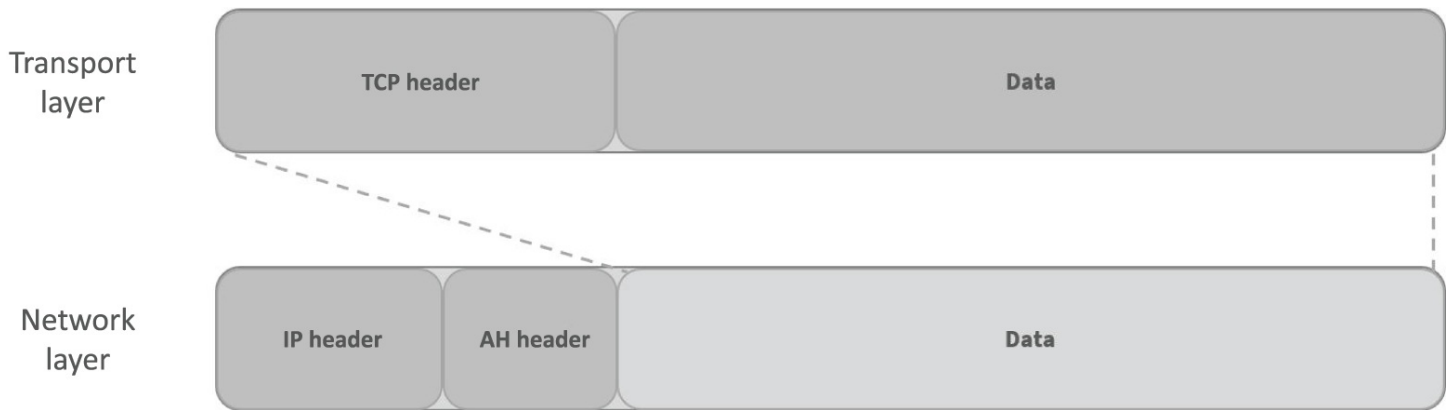 Transport
layer
TCP header
Data
Network
layer
IP header
AH header
Data